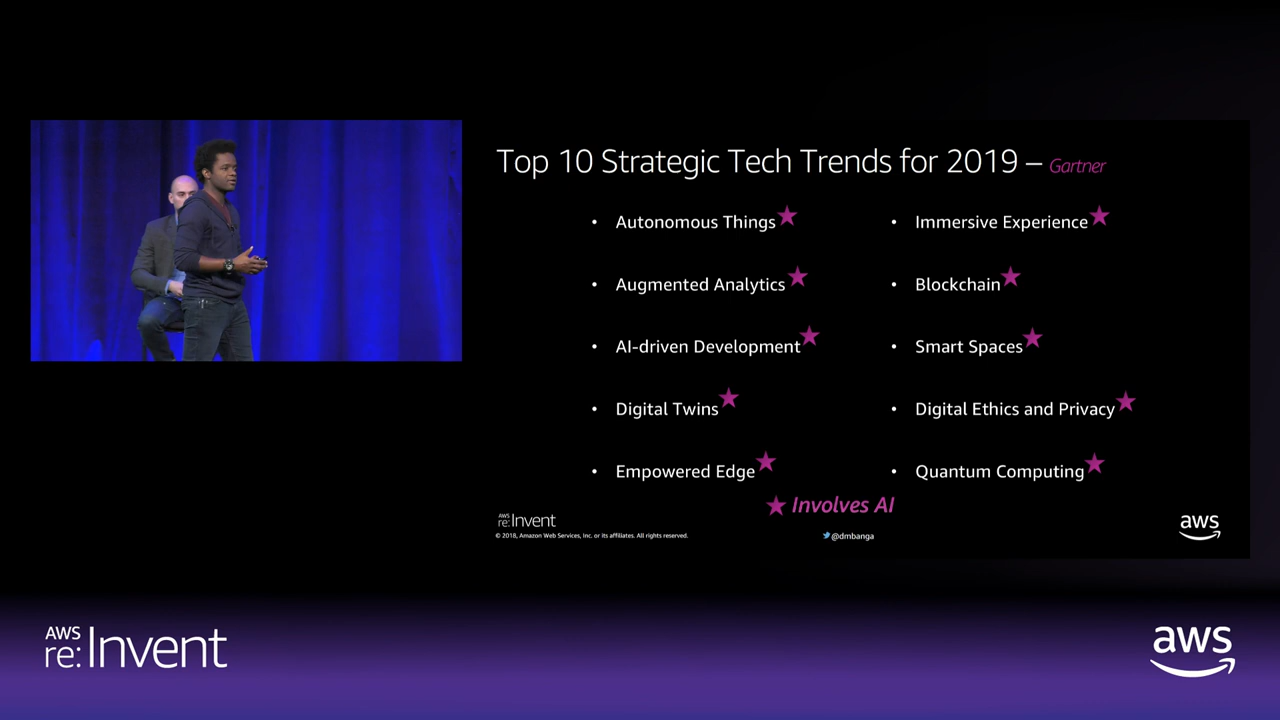 Top 10 Strategic Tech Trends for 2019 – Gartner
• Autonomous Things
• Augmented Analytics
• AI-driven Development
• Digital Twins
• Empowered Edge
• Immersive Experience
• Blockchain
• Smart Spaces
• Digital Ethics and Privacy
• Quantum Computing
Involves AI
AWS
re:Invent
© 2018, Amazon Web Services, Inc. or its affiliates. All rights reserved.
@dmbanga
aws
AWS
re:Invent
aws